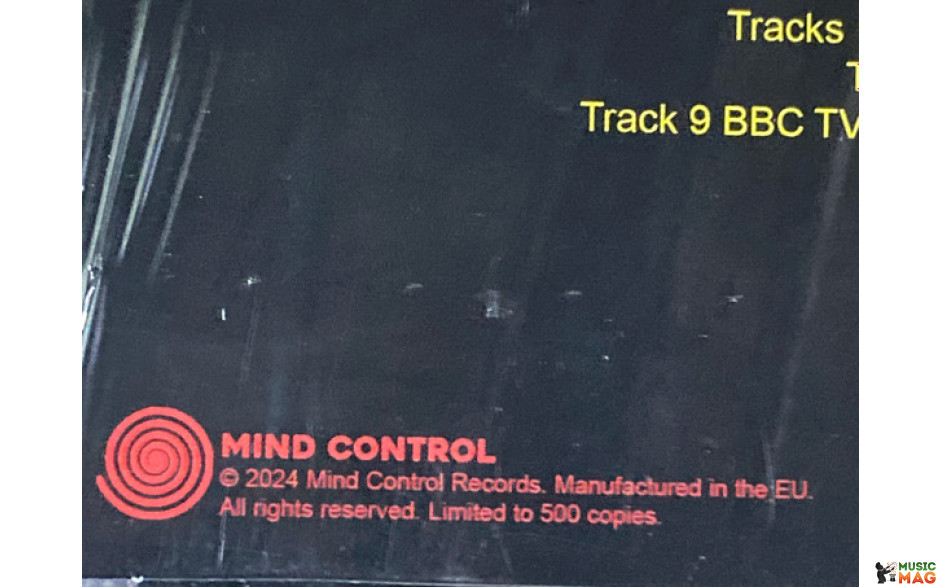 Tracks
T
Track 9 BBC TV
MIND CONTROL
© 2024 Mind Control Records. Manufactured in the EU.
All rights reserved. Limited to 500 copies.
MUSIC
MAG